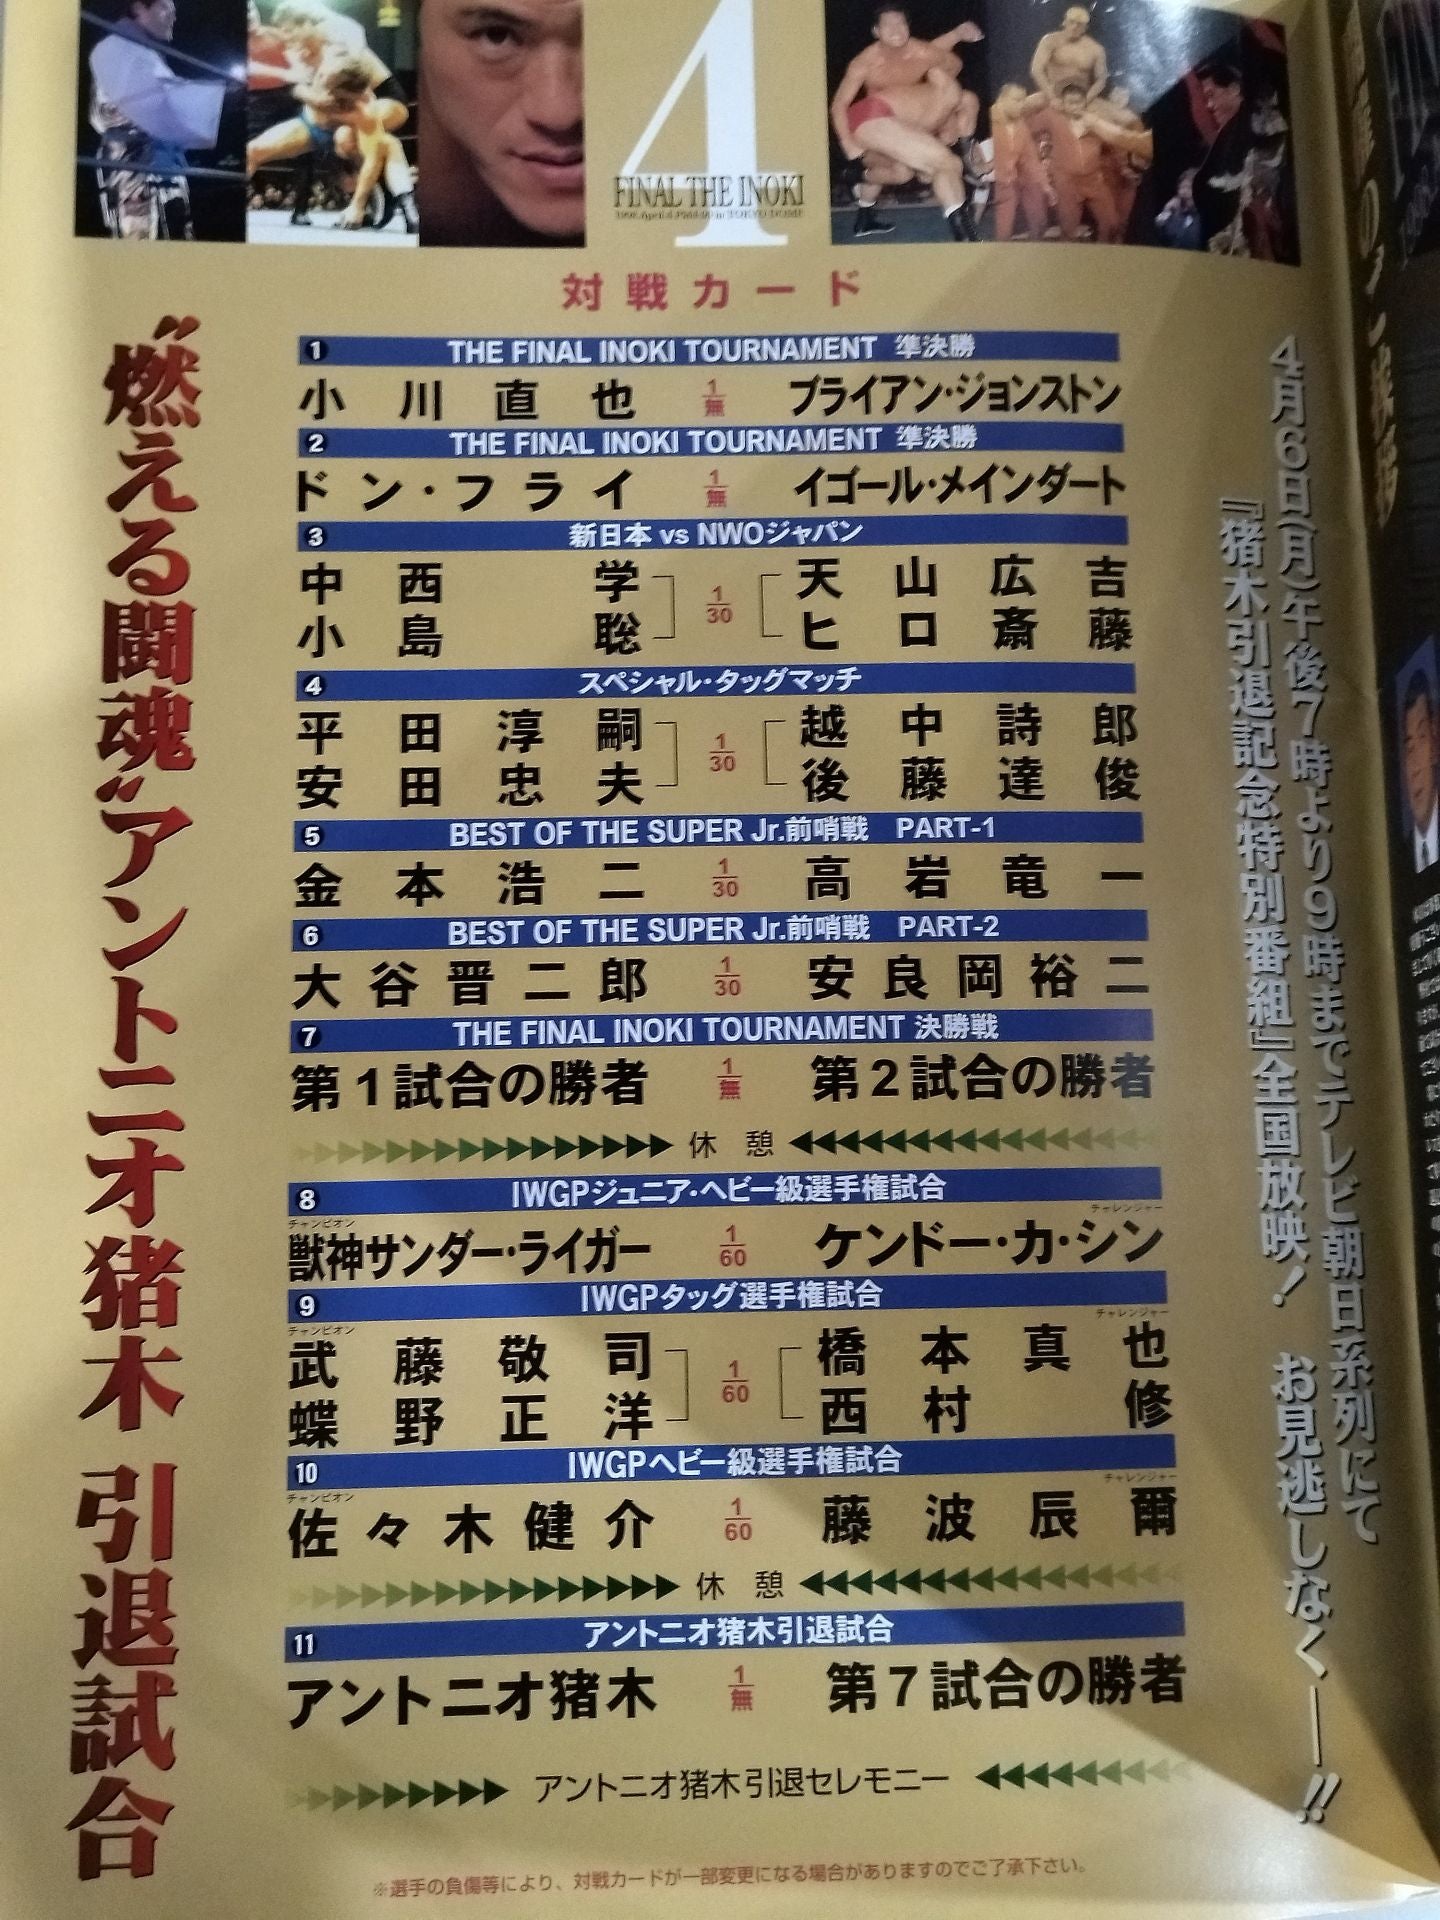 4
FINAL THE INOKI
1998.April.4.PM3:00 in TOKYO DOME
対戦カード
“燃える闘魂”アントニオ猪木 引退試合
1 THE FINAL INOKI TOURNAMENT 準決勝
小川直也 1/無 ブライアン・ジョンストン
2 THE FINAL INOKI TOURNAMENT 準決勝
ドン・フライ 1/無 イゴール・メインダート
3 新日本 vs NWOジャパン
中西 学 天山広吉
1/30
小島 聡 ヒロ斎藤
4 スペシャル・タッグマッチ
平田淳嗣 越中詩郎
1/30
安田忠夫 後藤達俊
5 BEST OF THE SUPER Jr.前哨戦 PART-1
金本浩二 1/30 高岩竜一
6 BEST OF THE SUPER Jr.前哨戦 PART-2
大谷晋二郎 1/30 安良岡裕二
7 THE FINAL INOKI TOURNAMENT 決勝戦
第1試合の勝者 1/無 第2試合の勝者
休憩
8 IWGPジュニア・ヘビー級選手権試合
チャンピオン チャレンジャー
獣神サンダー・ライガー 1/60 ケンドー・カ・シン
9 IWGPタッグ選手権試合
チャンピオン チャレンジャー
武藤敬司 橋本真也
1/60
蝶野正洋 西村 修
10 IWGPヘビー級選手権試合
チャンピオン チャレンジャー
佐々木健介 1/60 藤波辰爾
休憩
11 アントニオ猪木引退試合
アントニオ猪木 1/無 第7試合の勝者
アントニオ猪木引退セレモニー
※選手の負傷等により、対戦カードが一部変更になる場合がありますのでご了承下さい。
4月6日(月)午後7時より9時までテレビ朝日系列にて
『猪木引退記念特別番組』全国放映! お見逃しなく――!!